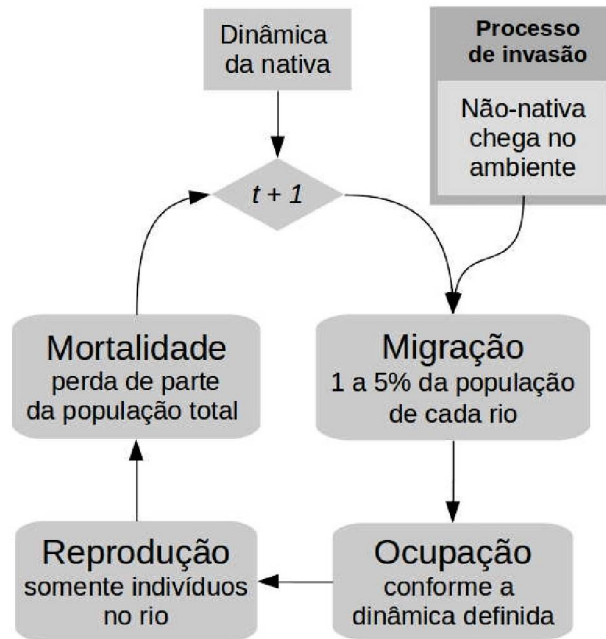 Dinâmica
da nativa
Processo
de invasão
Não-nativa
chega no
ambiente
t + 1
Mortalidade
perda de parte
da população total
Migração
1 a 5% da população
de cada rio
Reprodução
somente indivíduos
no rio
Ocupação
conforme a
dinâmica definida